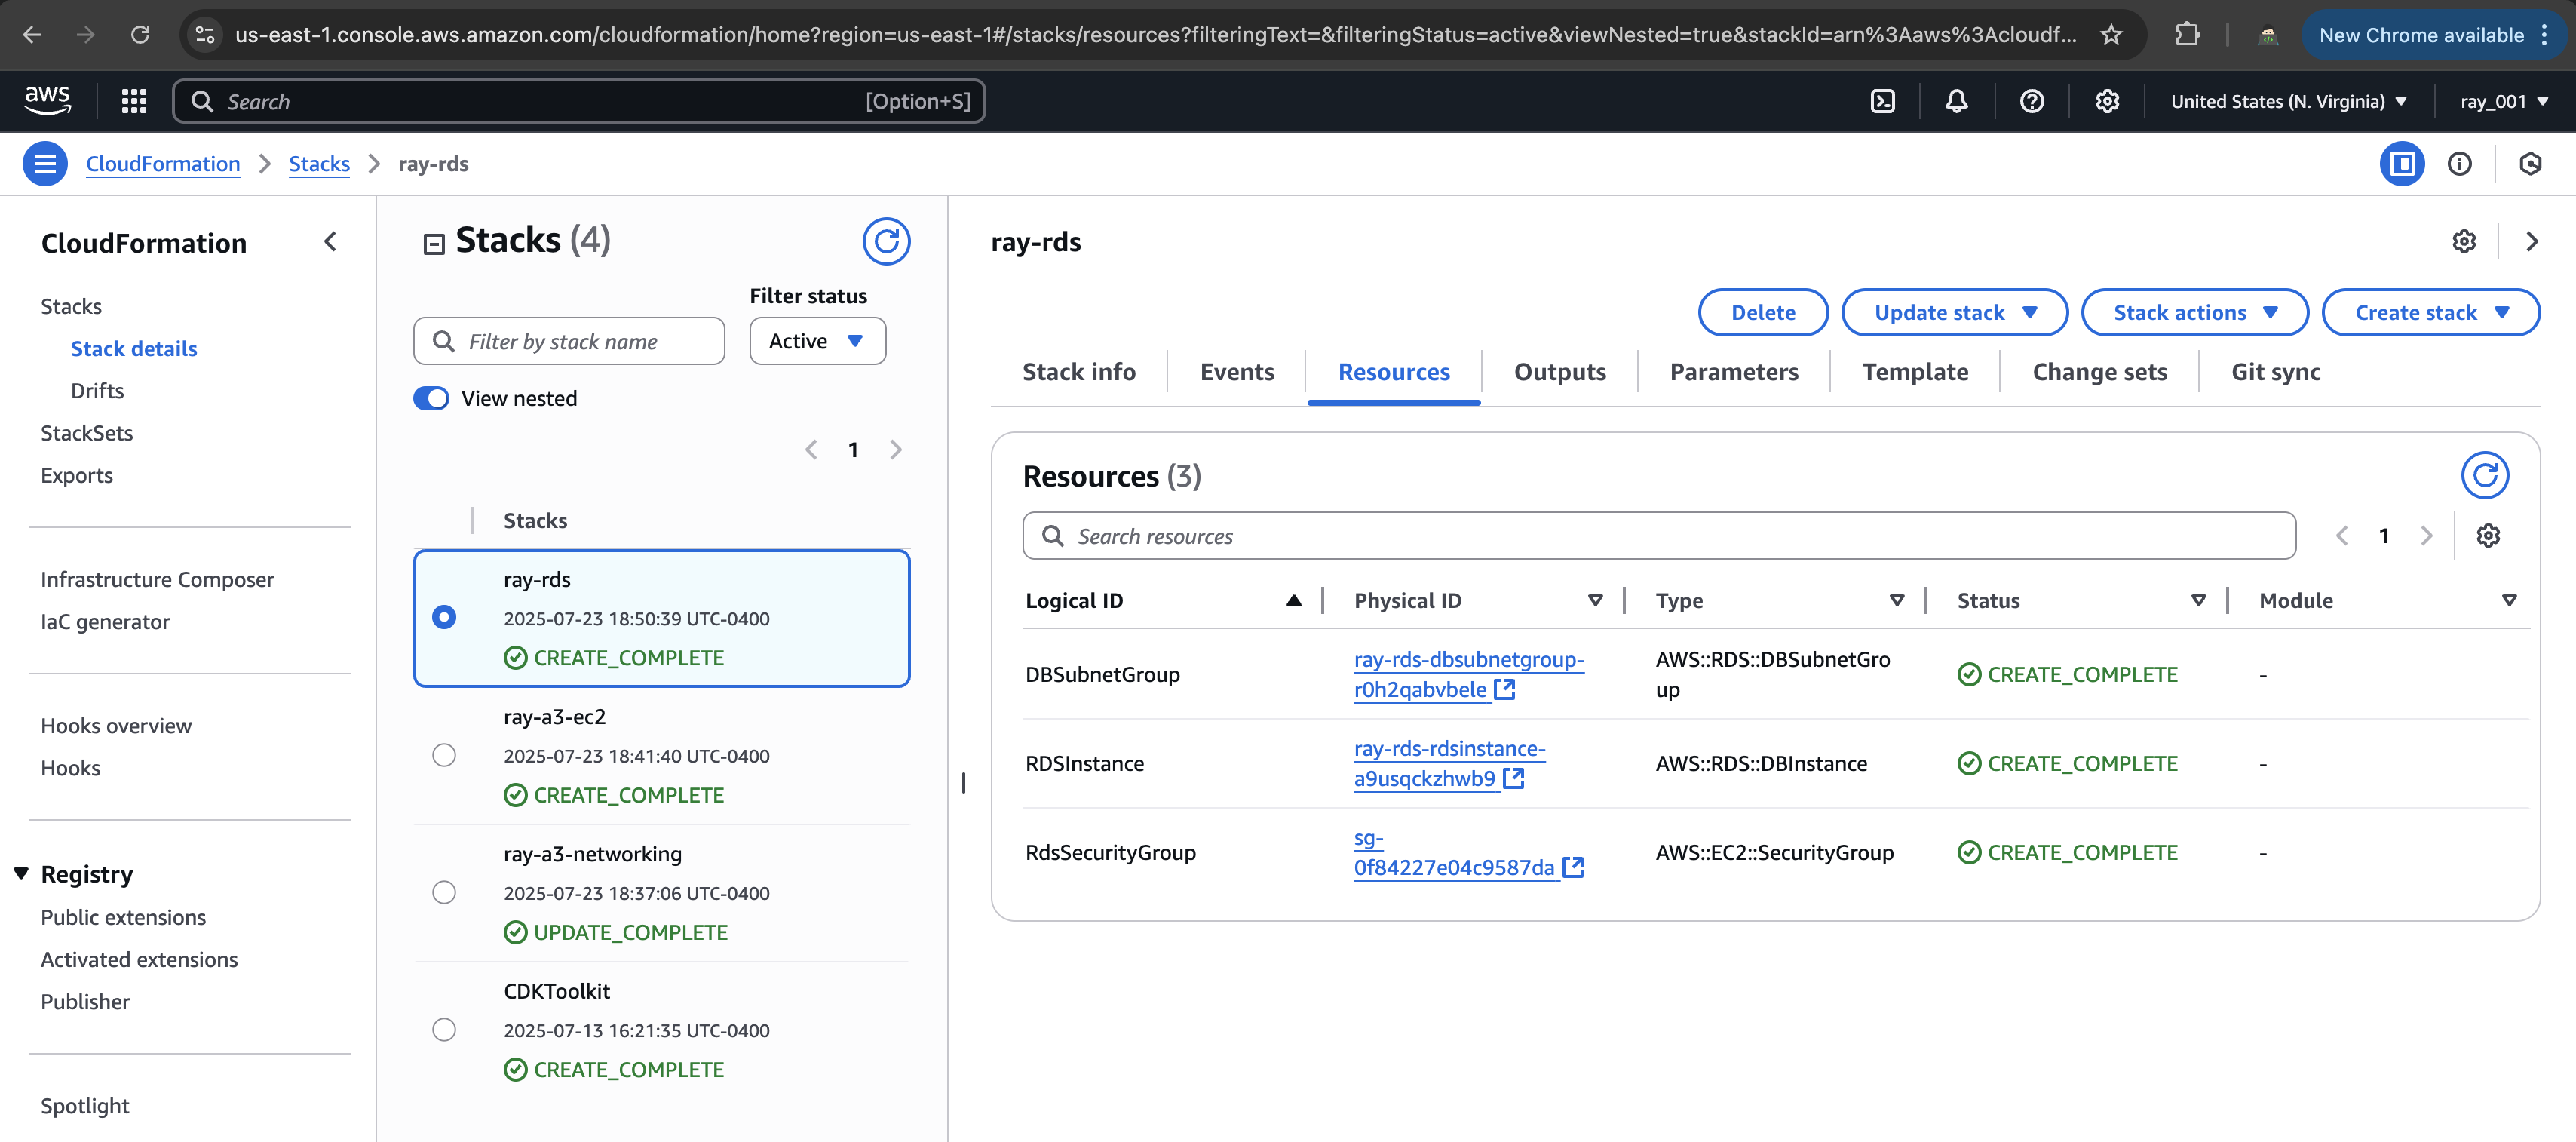 us-east-1.console.aws.amazon.com/cloudformation/home?region=us-east-1#/stacks/resources?filteringText=&filteringStatus=active&viewNested=true&stackId=arn%3Aaws%3Acloudf...
New Chrome available
aws
Search
[Option+S]
United States (N. Virginia)
ray_001
CloudFormation
Stacks
ray-rds
CloudFormation
Stacks
Stack details
Drifts
StackSets
Exports
Infrastructure Composer
IaC generator
Hooks overview
Hooks
Registry
Public extensions
Activated extensions
Publisher
Spotlight
Stacks (4)
Filter status
Filter by stack name
Active
View nested
1
Stacks
ray-rds
2025-07-23 18:50:39 UTC-0400
CREATE_COMPLETE
ray-a3-ec2
2025-07-23 18:41:40 UTC-0400
CREATE_COMPLETE
ray-a3-networking
2025-07-23 18:37:06 UTC-0400
UPDATE_COMPLETE
CDKToolkit
2025-07-13 16:21:35 UTC-0400
CREATE_COMPLETE
ray-rds
Delete
Update stack
Stack actions
Create stack
Stack info
Events
Resources
Outputs
Parameters
Template
Change sets
Git sync
Resources (3)
Search resources
1
Logical ID
Physical ID
Type
Status
Module
DBSubnetGroup
ray-rds-dbsubnetgroup-
r0h2qabvbele
AWS::RDS::DBSubnetGro
up
CREATE_COMPLETE
-
RDSInstance
ray-rds-rdsinstance-
a9usqckzhwb9
AWS::RDS::DBInstance
CREATE_COMPLETE
-
RdsSecurityGroup
sg-
0f84227e04c9587da
AWS::EC2::SecurityGroup
CREATE_COMPLETE
-